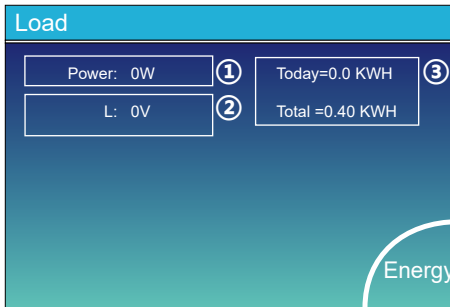 Load
Power: 0W ①
L: 0V ②
Today=0.0 KWH ③
Total =0.40 KWH
Energy